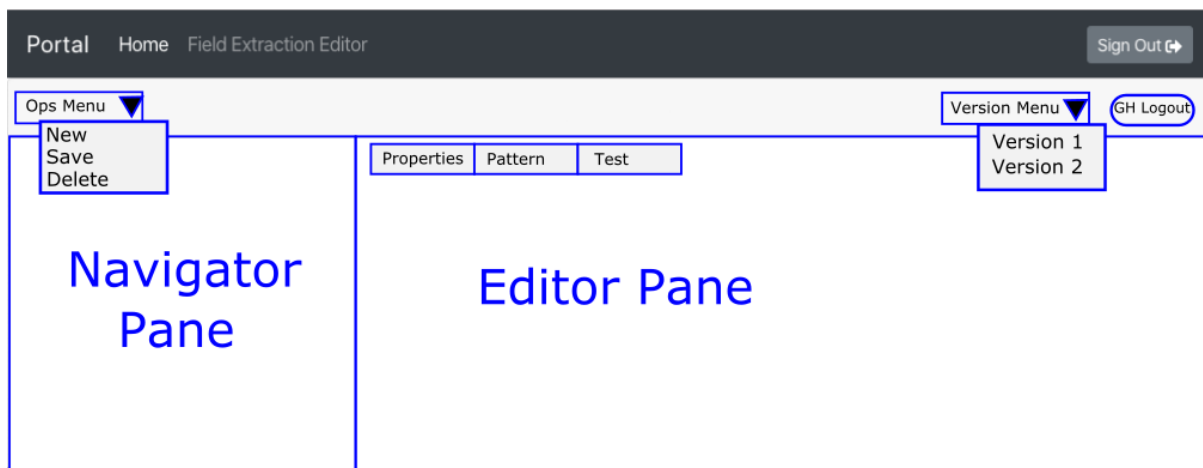 Portal Home Field Extraction Editor Sign Out
Ops Menu Version Menu GH Logout
New
Save
Delete
Properties Pattern Test
Version 1
Version 2
Navigator
Pane
Editor Pane